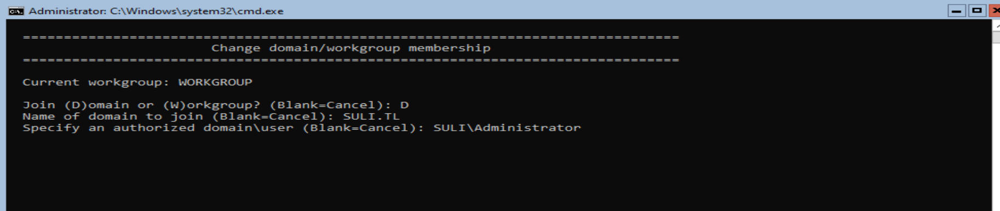 Administrator: C:\Windows\system32\cmd.exe
================================================================================
Change domain/workgroup membership
================================================================================
Current workgroup: WORKGROUP
Join (D)omain or (W)orkgroup? (Blank=Cancel): D
Name of domain to join (Blank=Cancel): SULI.TL
Specify an authorized domain\user (Blank=Cancel): SULI\Administrator